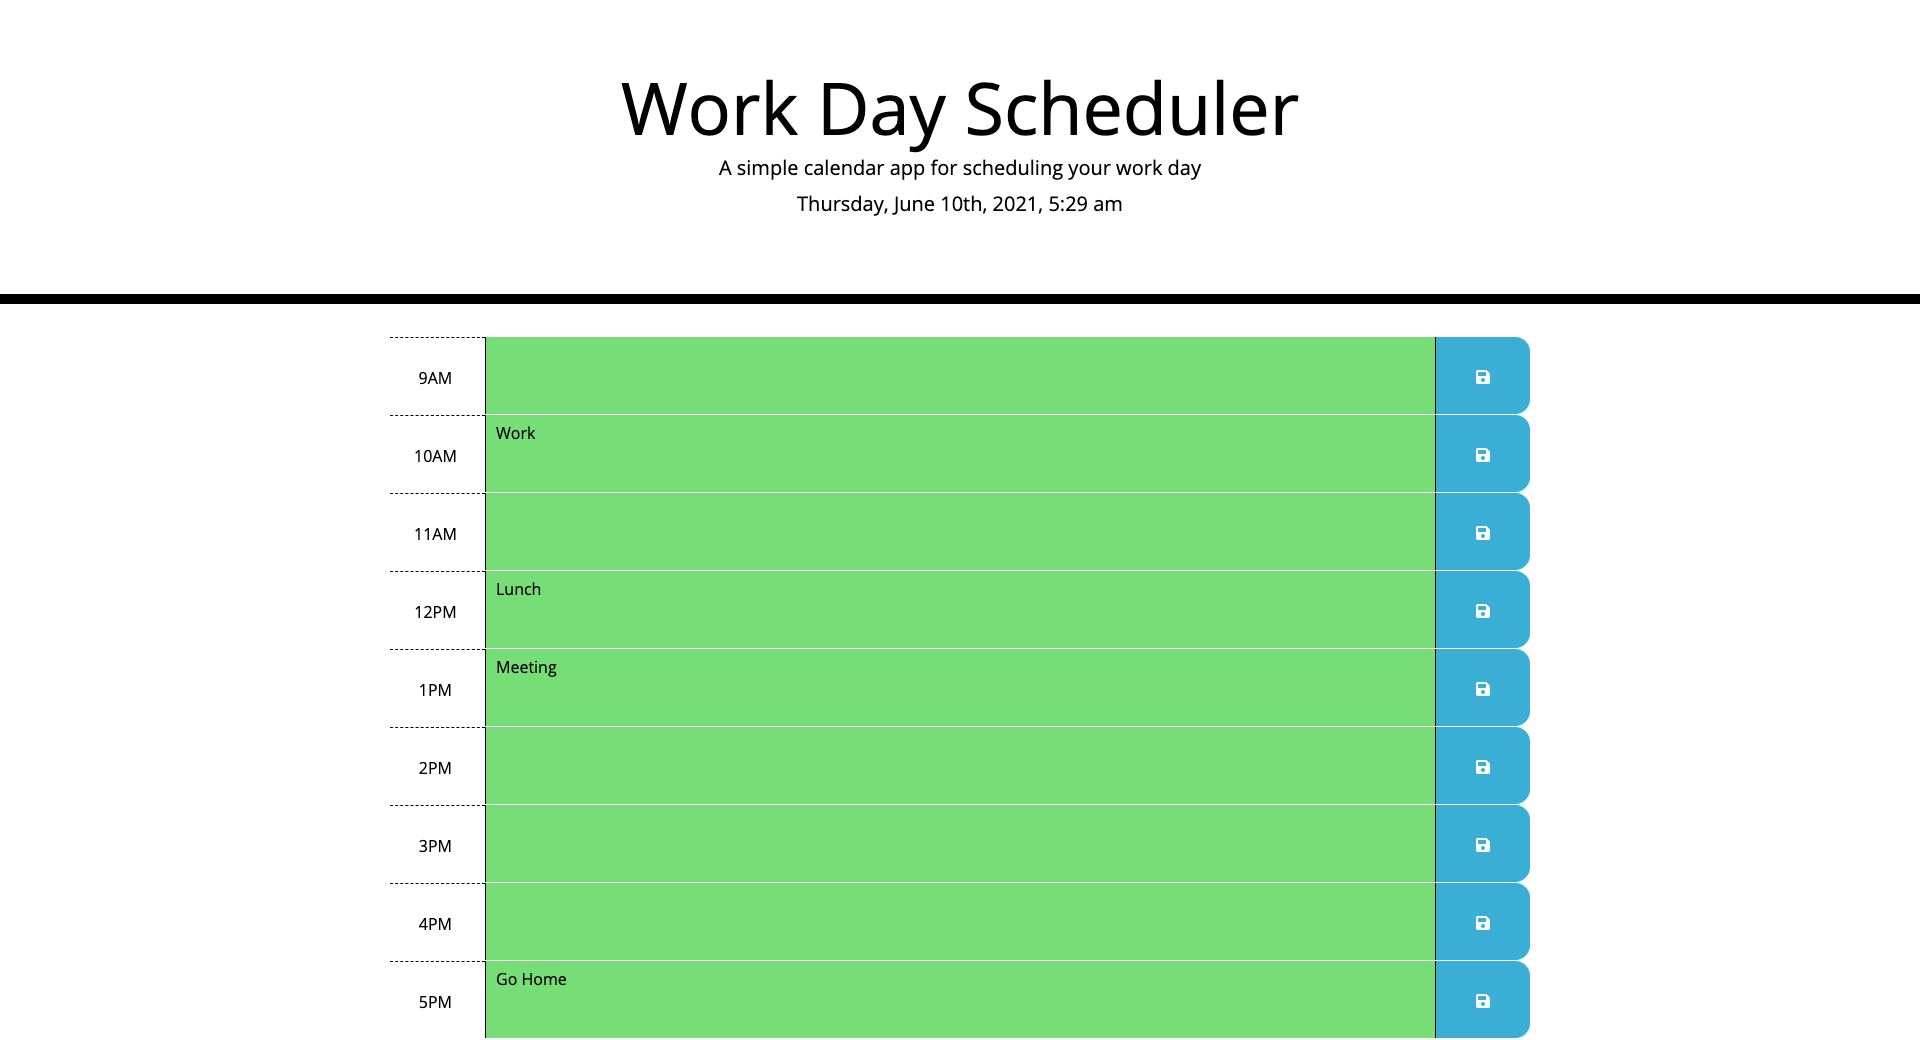 Work Day Scheduler
A simple calendar app for scheduling your work day
Thursday, June 10th, 2021, 5:29 am
9AM
10AM Work
11AM
12PM Lunch
1PM Meeting
2PM
3PM
4PM
5PM Go Home